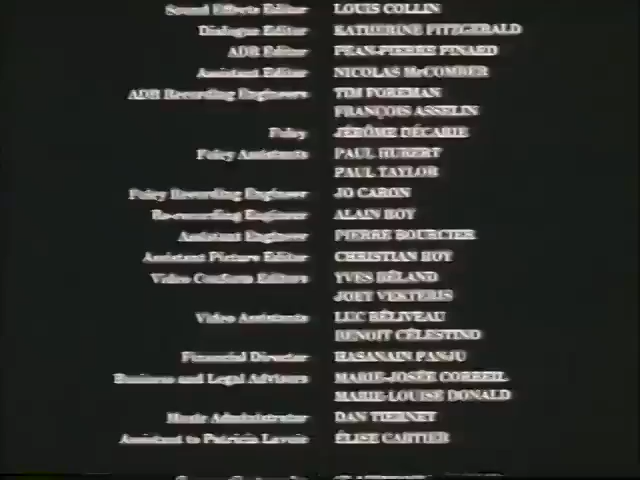 Sound Effects Editor LOUIS COLLIN
Dialogue Editor KATHERINE FITZGERALD
ADR Editor JEAN-PIERRE PINARD
Assistant Editor NICOLAS McCOMBER
ADR Recording Engineers TIM FOREMAN
FRANÇOIS ASSELIN
Foley JÉRÔME DÉCARIE
Foley Assistants PAUL HUBERT
PAUL TAYLOR
Foley Recording Engineer JO CARON
Re-recording Engineer ALAIN ROY
Assistant Engineer PIERRE BOURCIER
Assistant Picture Editor CHRISTIAN ROY
Video Conform Editors YVES BÉLAND
JOEY
Video Assistants LUC BÉLIVEAU
BENOIT CÉLESTINO
Financial Director HASANAIN PANJU
Business and Legal Advisors MARIE-JOSÉE CORBEIL
MARIE-LOUISE DONALD
Music Administrator DAN TIERNEY
Assistant to Patricia Lavoie ÉLISE CARTIER